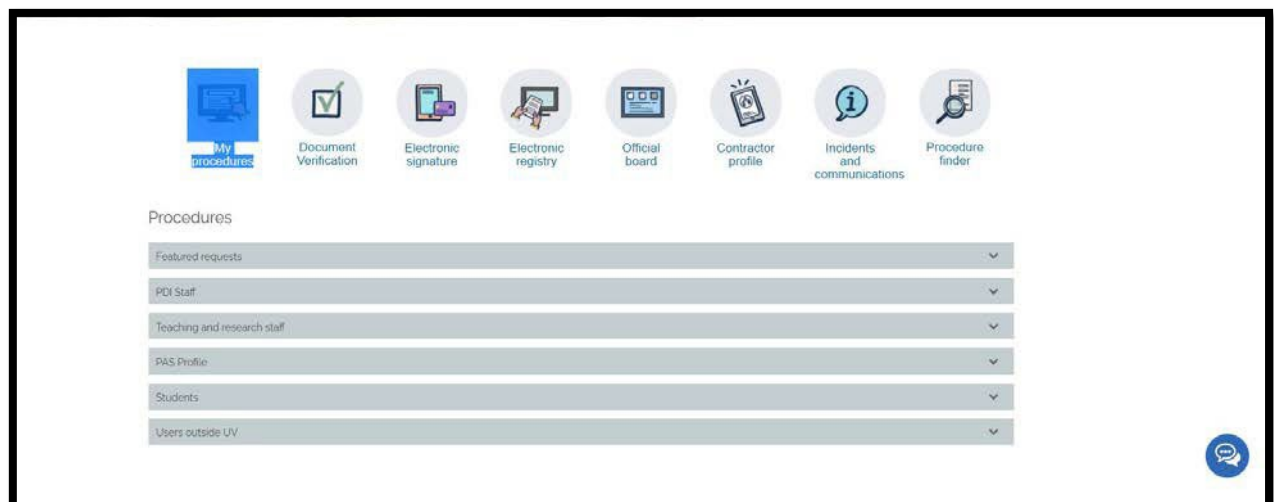 My
procedures
Document
Verification
Electronic
signature
Electronic
registry
Official
board
Contractor
profile
Incidents
and
communications
Procedure
finder
Procedures
Featured requests
PDI Staff
Teaching and research staff
PAS Profile
Students
Users outside UV